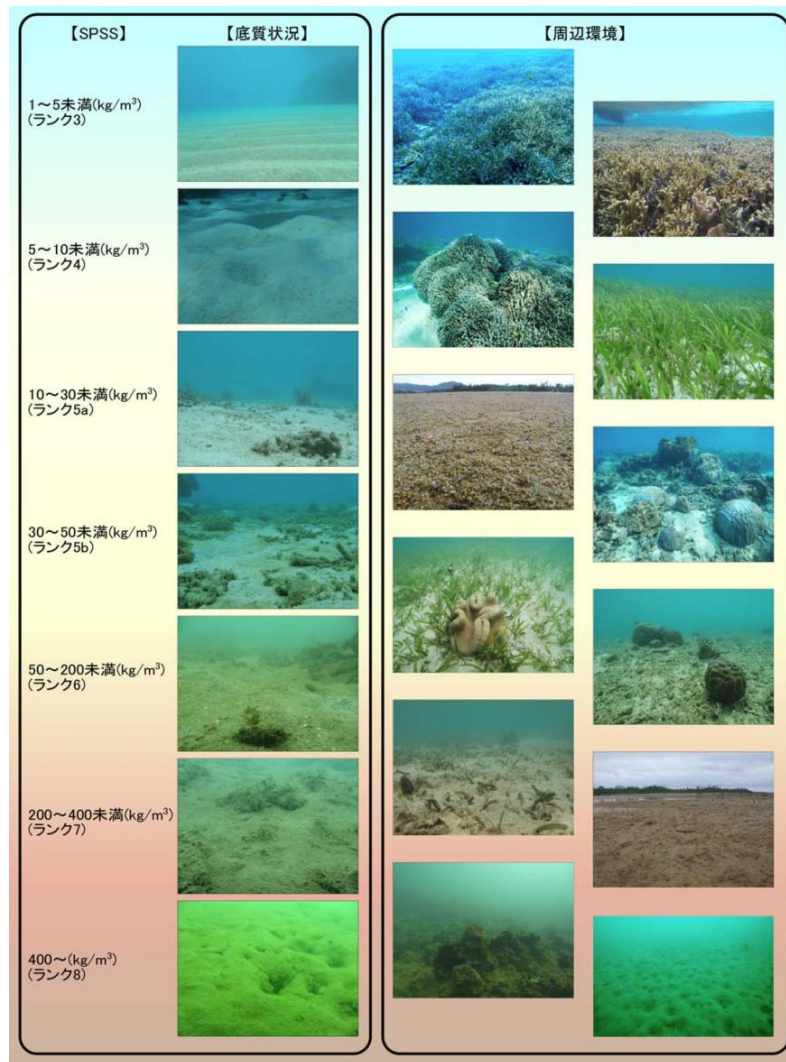 【SPSS】
【底質状況】
【周辺環境】
1～5未満(kg/m³)
(ランク3)
5～10未満(kg/m³)
(ランク4)
10～30未満(kg/m³)
(ランク5a)
30～50未満(kg/m³)
(ランク5b)
50～200未満(kg/m³)
(ランク6)
200～400未満(kg/m³)
(ランク7)
400～(kg/m³)
(ランク8)